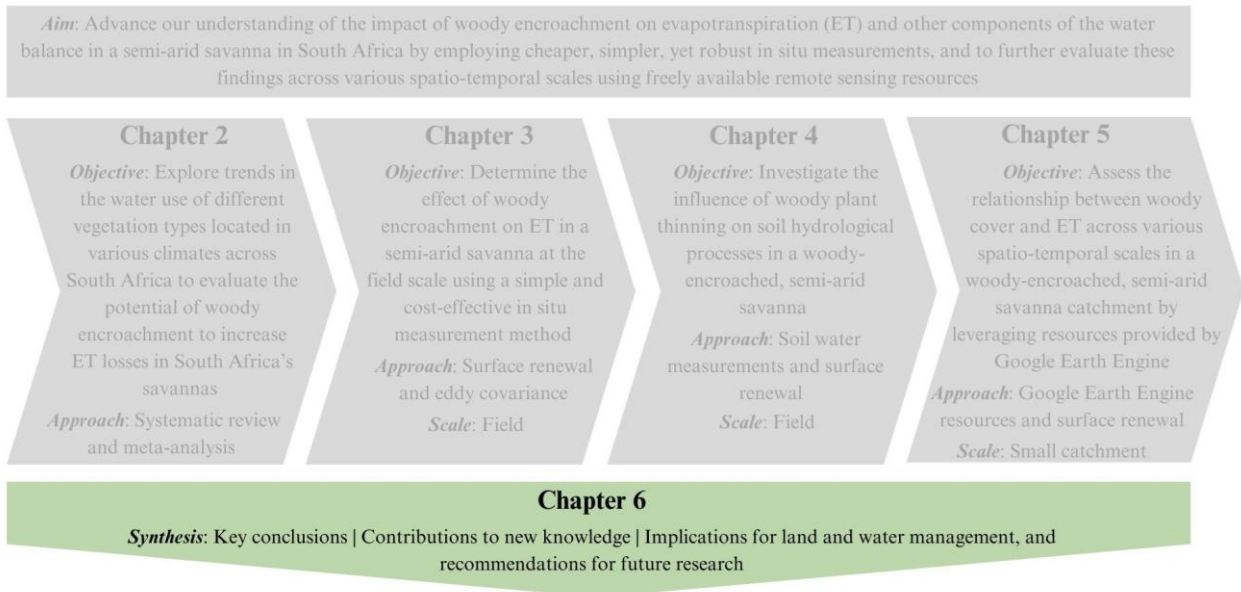 Aim: Advance our understanding of the impact of woody encroachment on evapotranspiration (ET) and other components of the water
balance in a semi-arid savanna in South Africa by employing cheaper, simpler, yet robust in situ measurements, and to further evaluate these
findings across various spatio-temporal scales using freely available remote sensing resources
Chapter 2
Objective: Explore trends in
the water use of different
vegetation types located in
various climates across
South Africa to evaluate the
potential of woody
encroachment to increase
ET losses in South Africa's
savannas
Approach: Systematic review
and meta-analysis
Chapter 3
Objective: Determine the
effect of woody
encroachment on ET in a
semi-arid savanna at the
field scale using a simple and
cost-effective in situ
measurement method
Approach: Surface renewal
and eddy covariance
Scale: Field
Chapter 4
Objective: Investigate the
influence of woody plant
thinning on soil hydrological
processes in a woody-
encroached, semi-arid
savanna
Approach: Soil water
measurements and surface
renewal
Scale: Field
Chapter 5
Objective: Assess the
relationship between woody
cover and ET across various
spatio-temporal scales in a
woody-enroached, semi-arid
savanna catchment by
leveraging resources provided by
Google Earth Engine
Approach: Google Earth Engine
resources and surface renewal
Scale: Small catchment
Chapter 6
Synthesis: Key conclusions | Contributions to new knowledge | Implications for land and water management, and
recommendations for future research